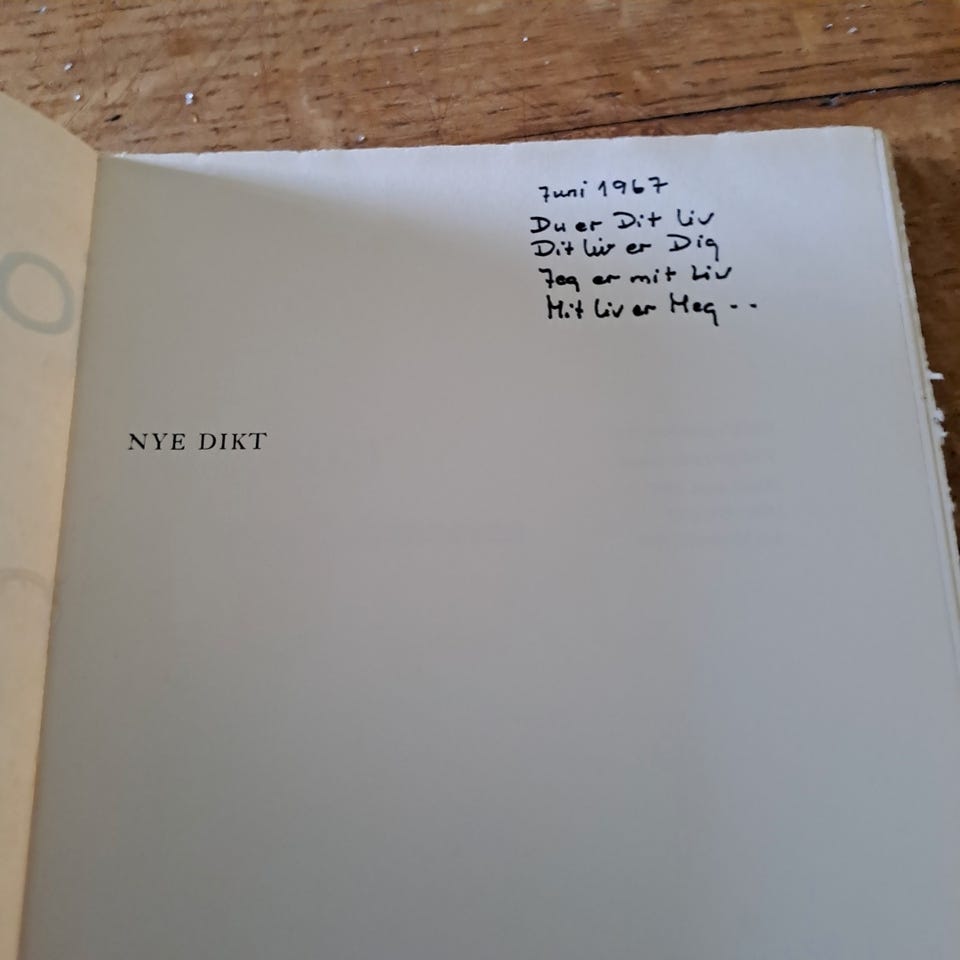 Juni 1967
Du er Dit Liv
Dit liv er Dig
Jeg er mit Liv
Mit liv er Meg - -
NYE DIKT